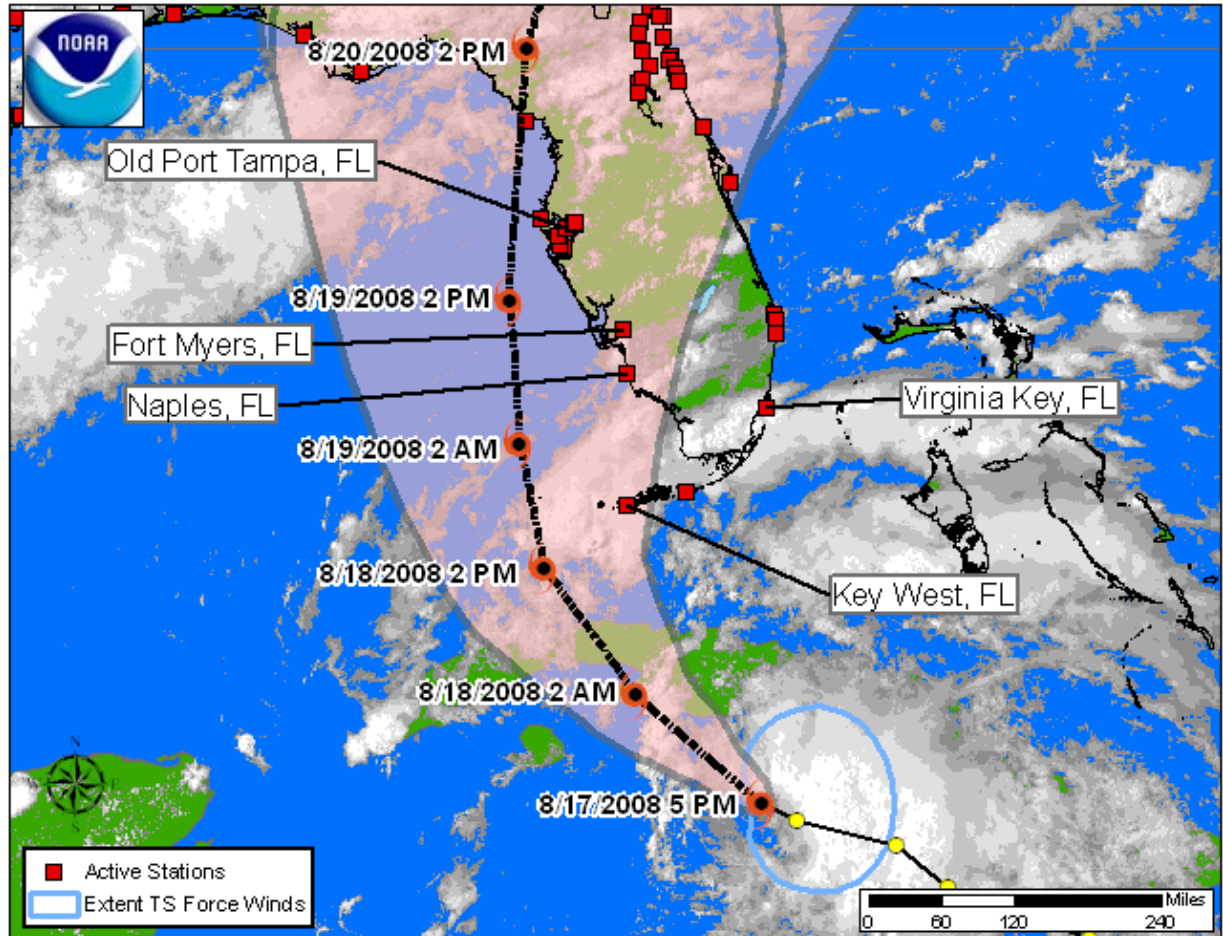 NOAA
8/20/2008 2 PM
Old Port Tampa, FL
8/19/2008 2 PM
Fort Myers, FL
Naples, FL
Virginia Key, FL
8/19/2008 2 AM
8/18/2008 2 PM
Key West, FL
8/18/2008 2 AM
8/17/2008 5 PM
N
E
S
Active Stations
Extent TS Force Winds
Miles
0 60 120 240